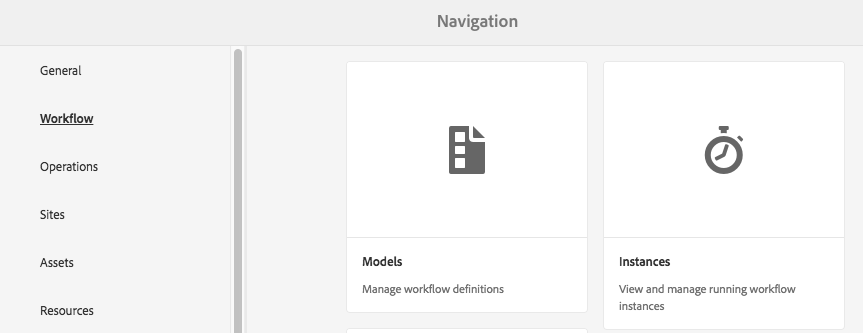 Navigation
General
Workflow
Operations
Sites
Assets
Resources
Models
Manage workflow definitions
Instances
View and manage running workflow
instances